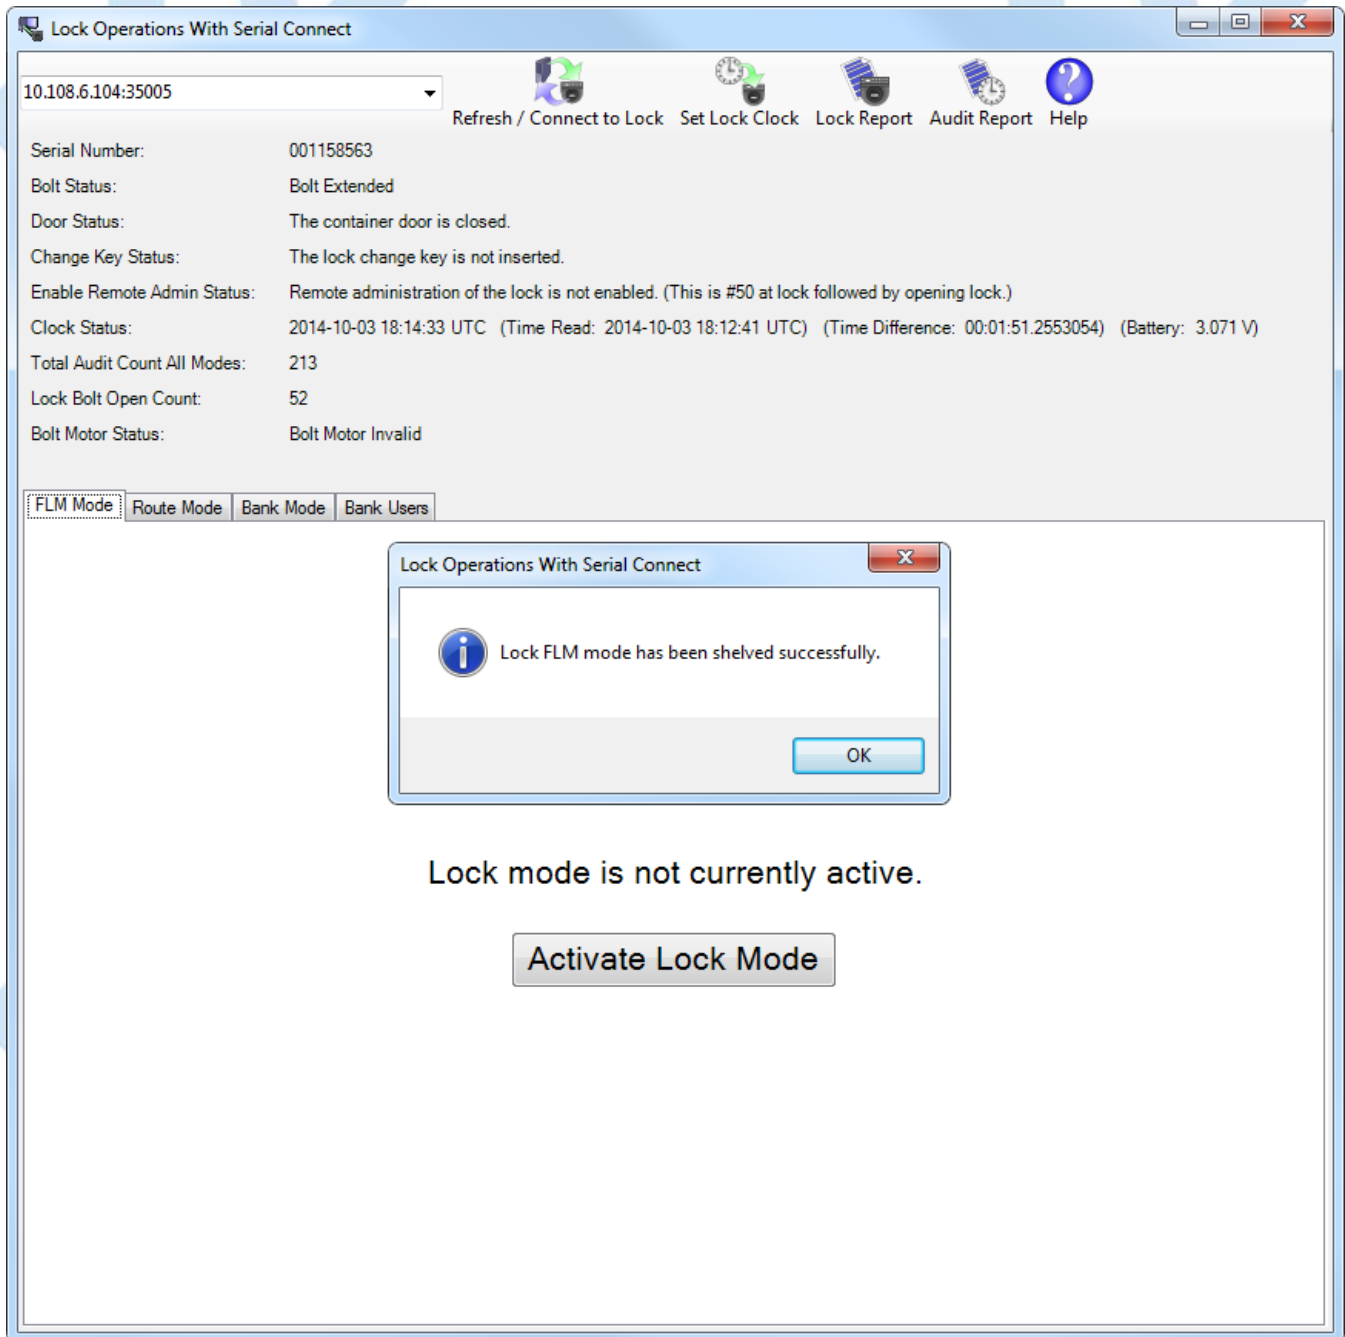 Lock Operations With Serial Connect
10.108.6.104:35005
Refresh / Connect to Lock Set Lock Clock Lock Report Audit Report Help
Serial Number: 001158563
Bolt Status: Bolt Extended
Door Status: The container door is closed.
Change Key Status: The lock change key is not inserted.
Enable Remote Admin Status: Remote administration of the lock is not enabled. (This is #50 at lock followed by opening lock.)
Clock Status: 2014-10-03 18:14:33 UTC (Time Read: 2014-10-03 18:12:41 UTC) (Time Difference: 00:01:51.2553054) (Battery: 3.071 V)
Total Audit Count All Modes: 213
Lock Bolt Open Count: 52
Bolt Motor Status: Bolt Motor Invalid
FLM Mode Route Mode Bank Mode Bank Users
Lock Operations With Serial Connect
Lock FLM mode has been shelved successfully.
OK
Lock mode is not currently active.
Activate Lock Mode